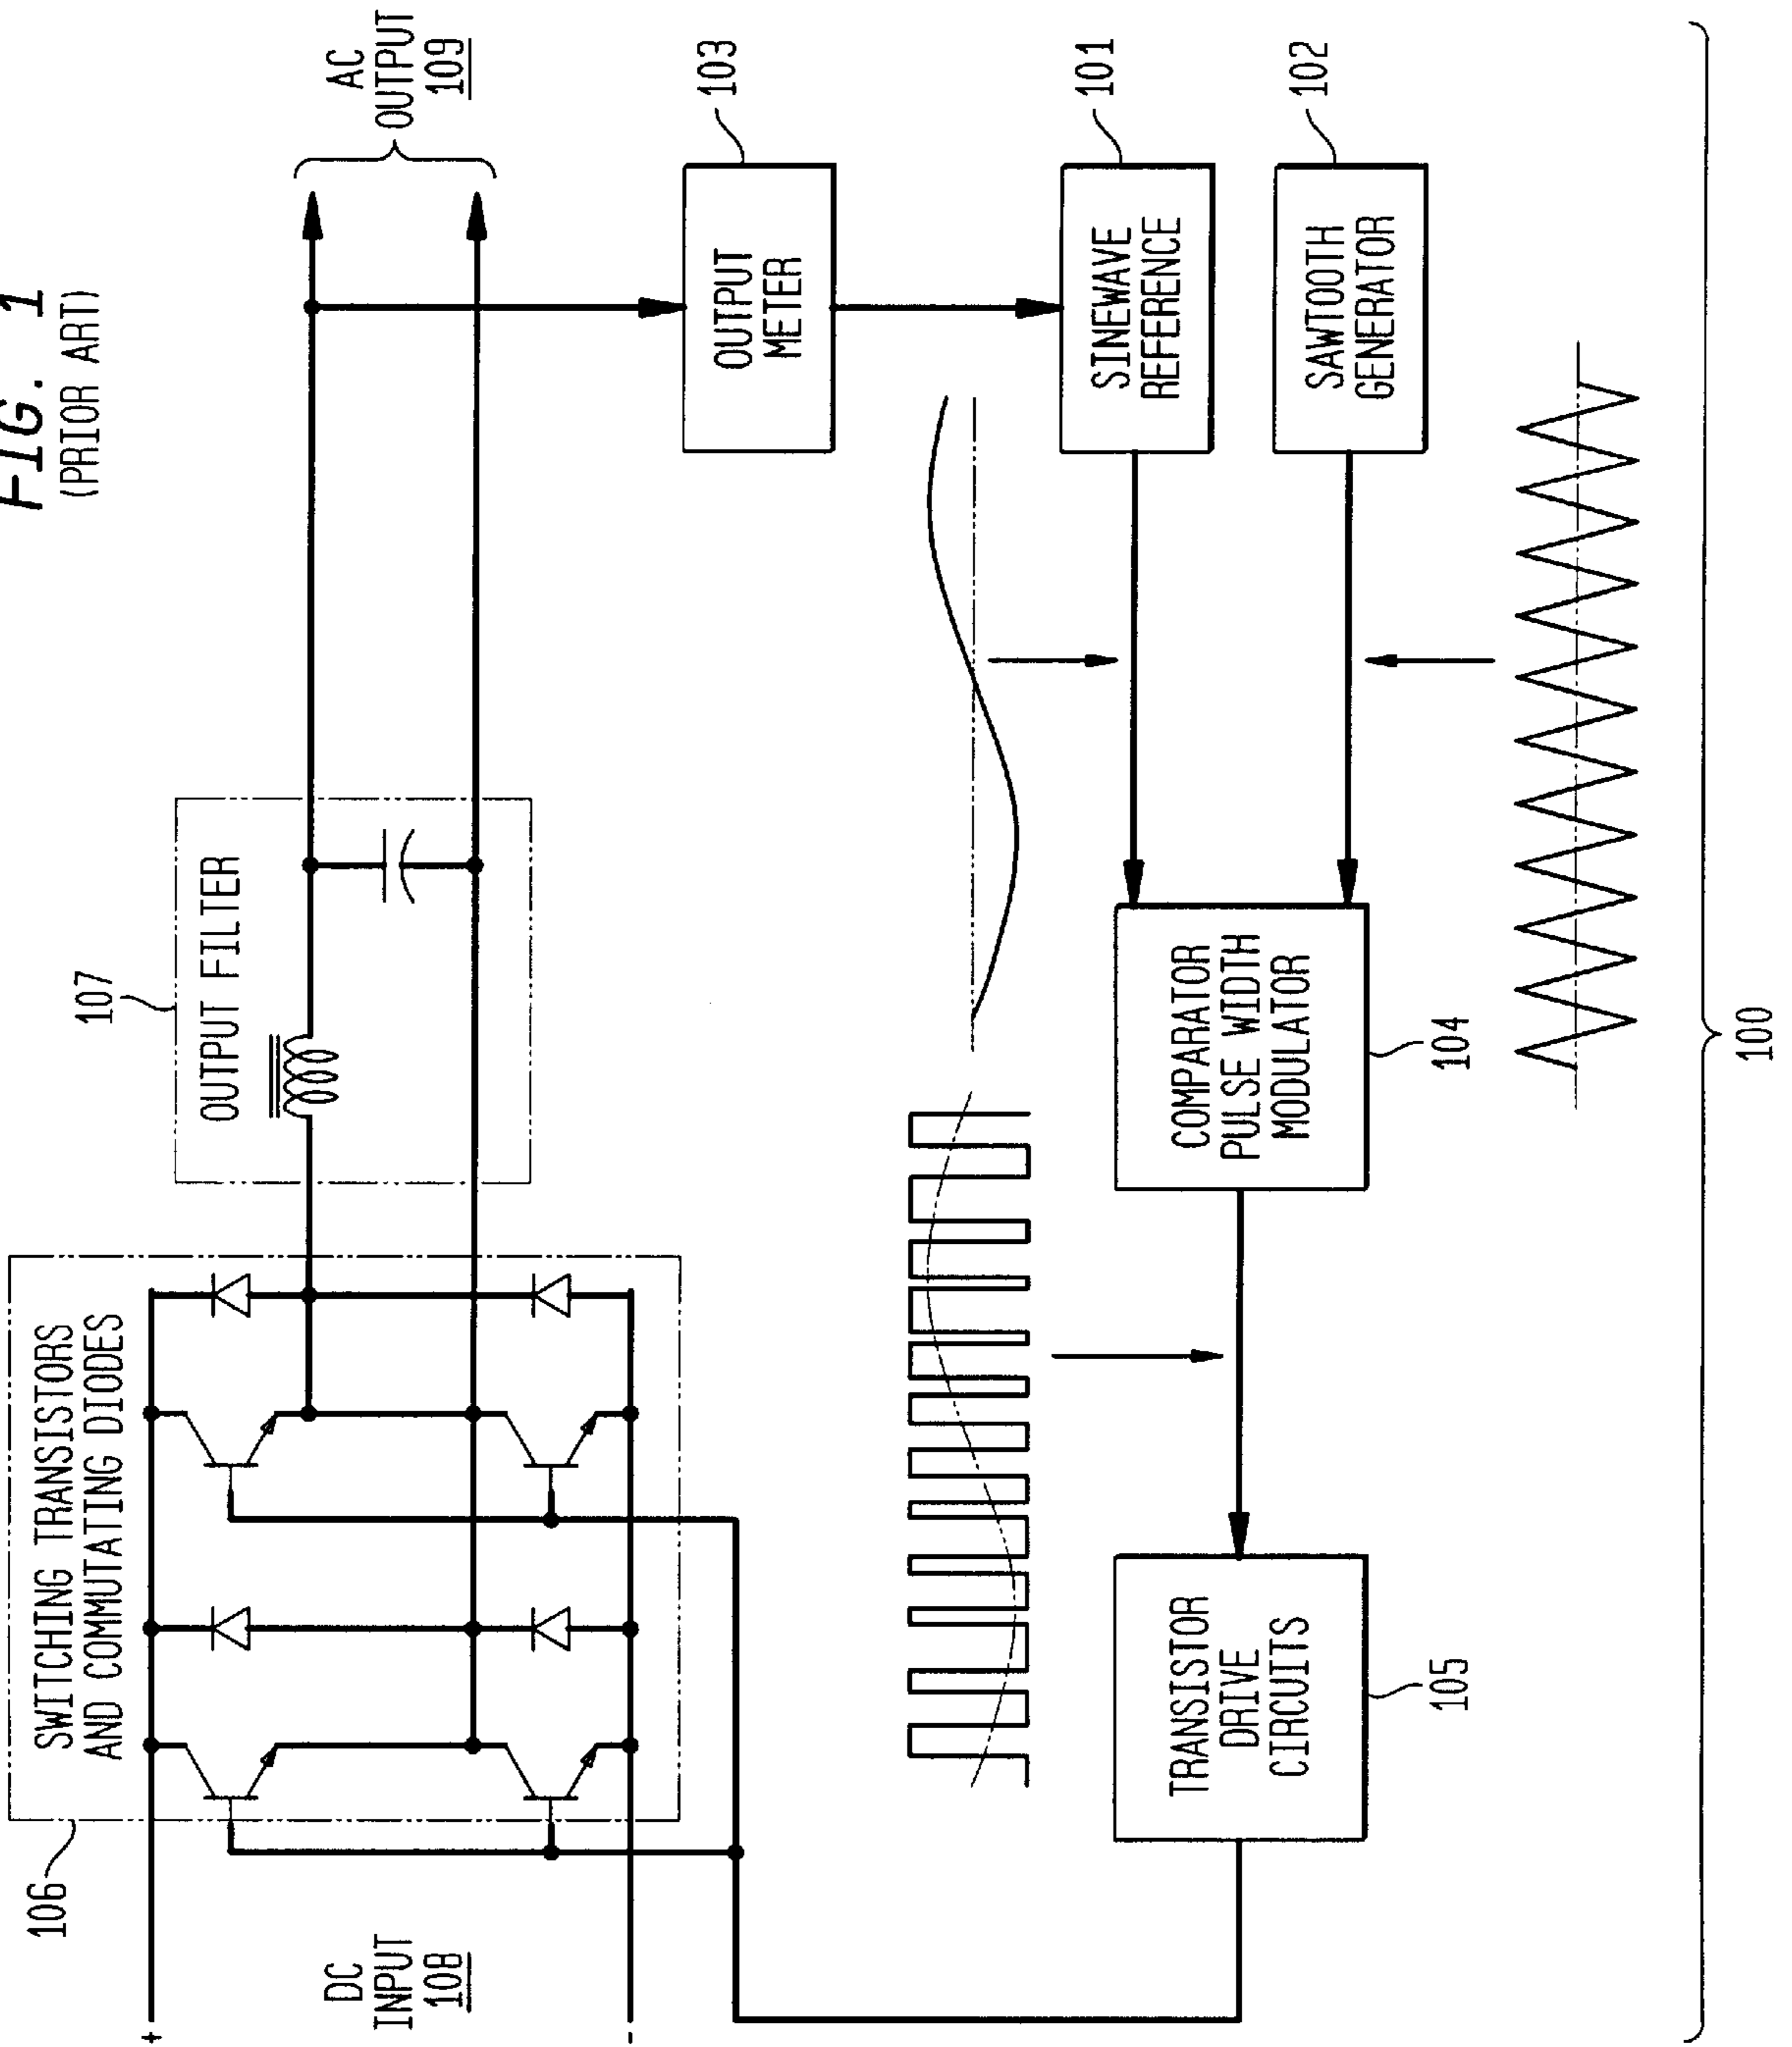 FIG. 1
(PRIOR ART)
106
SWITCHING TRANSISTORS
AND COMMUTATING DIODES
107
OUTPUT FILTER
AC
OUTPUT
109
+
DC
INPUT
108
-
OUTPUT
METER
103
SINEWAVE
REFERENCE
101
SAWTOOTH
GENERATOR
102
COMPARATOR
PULSE WIDTH
MODULATOR
104
TRANSISTOR
DRIVE
CIRCUITS
105
100